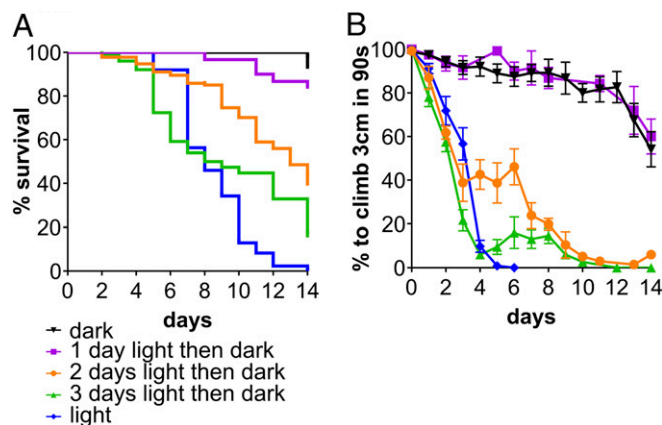 A
B
% survival
100
80
60
40
20
0
0 2 4 6 8 10 12 14
days
% to climb 3cm in 90s
100
80
60
40
20
0
0 2 4 6 8 10 12 14
days
dark
1 day light then dark
2 days light then dark
3 days light then dark
light